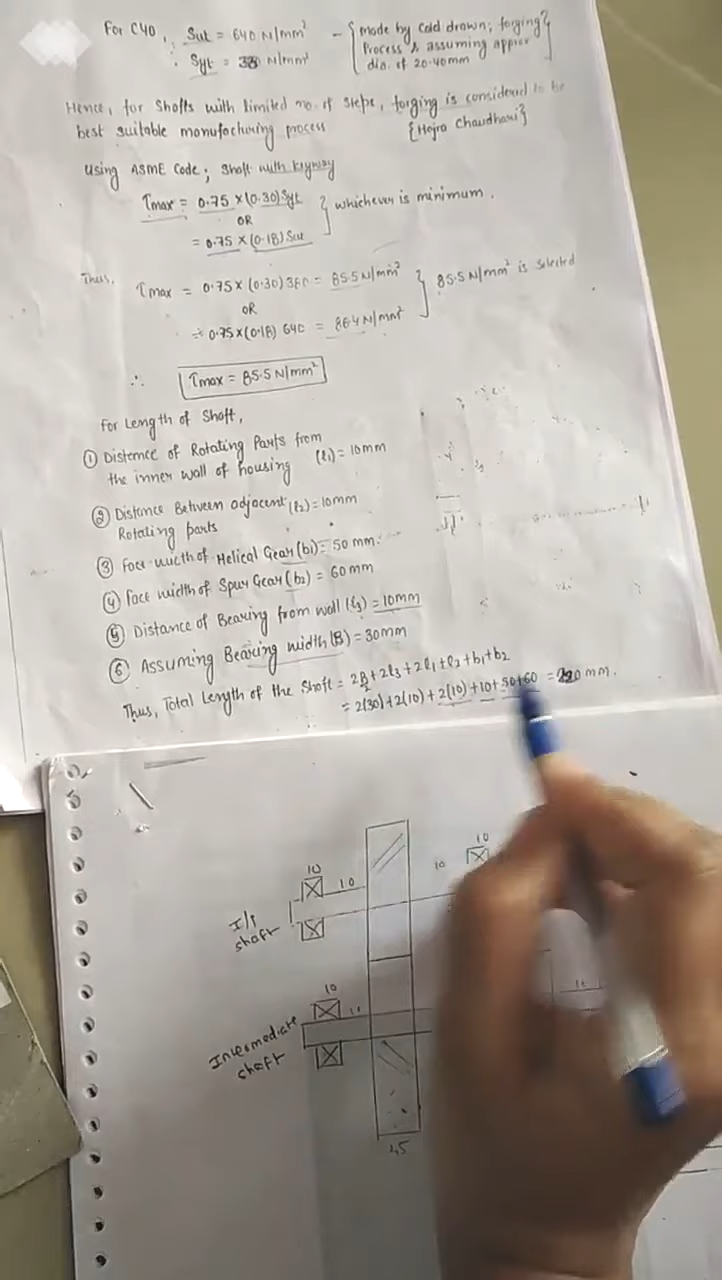 For C40, Sut = 640 N/mm² - {made by cold drawn; forging}
∴ Syt = 380 N/mm² Process & assuming approx
dia. of 20-40mm
Hence, for shafts with limited no. of steps, forging is considered to be
best suitable manufacturing process {Hajra Chaudhari}
Using ASME Code; shaft with keyway
τmax = 0.75 × (0.30) Syt } whichever is minimum.
OR
= 0.75 × (0.18) Sut
Thus, τmax = 0.75 × (0.30) 380 = 85.5 N/mm² } 85.5 N/mm² is selected
OR
= 0.75×(0.18) 640 = 86.4 N/mm²
∴ τmax = 85.5 N/mm²
For Length of Shaft,
① Distance of Rotating Parts from
the inner wall of housing (l₁) = 10mm
② Distance Between adjacent (l₂) = 10mm
Rotating parts
③ Face width of Helical Gear (b₁) = 50 mm.
④ Face width of Spur Gear (b₂) = 60 mm
⑤ Distance of Bearing from wall (l₃) = 10mm
⑥ Assuming Bearing width (B) = 30mm
Thus, Total Length of the Shaft = 2B + 2l₃ + 2l₁ + l₂ + b₁ + b₂
= 2(30) + 2(10) + 2(10) + 10 + 50 + 60 = 220 mm.
10 10 10 10
I/p
shaft
10 11
Intermediate
shaft
45